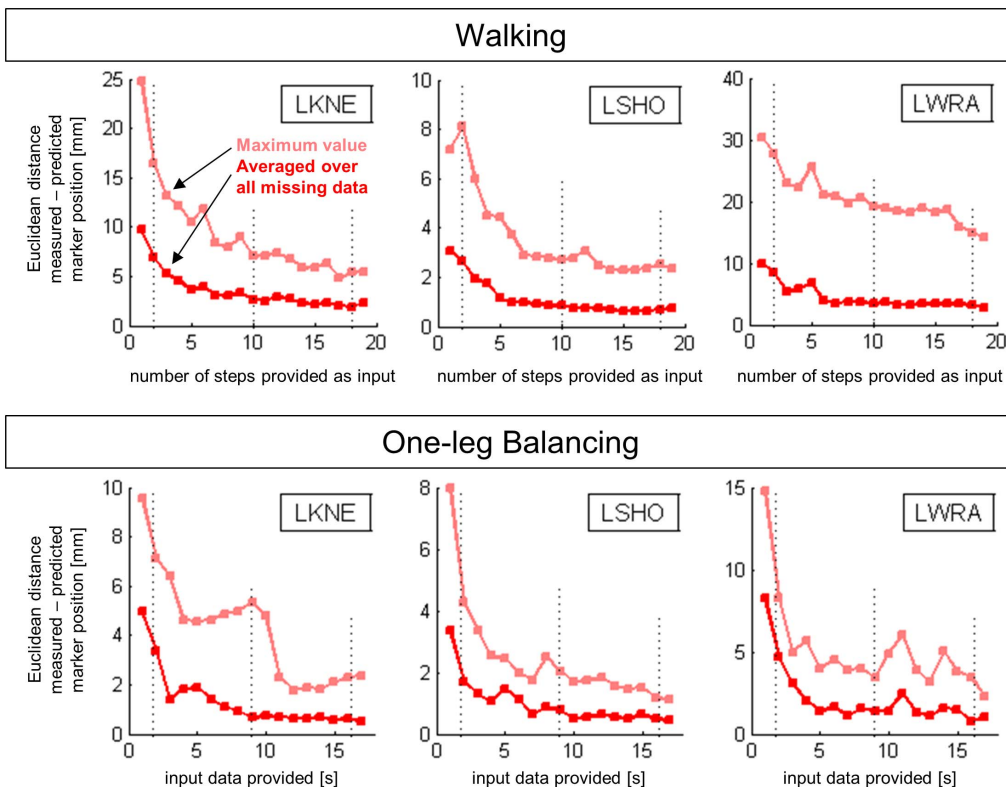 Walking
Euclidean distance
measured – predicted
marker position [mm]
25
20
15
10
5
0
LKNE
Maximum value
Averaged over
all missing data
0
5
10
15
20
number of steps provided as input
10
8
6
4
2
0
LSHO
0
5
10
15
20
number of steps provided as input
40
30
20
10
0
LWRA
0
5
10
15
20
number of steps provided as input
One-leg Balancing
Euclidean distance
measured – predicted
marker position [mm]
10
8
6
4
2
0
LKNE
0
5
10
15
input data provided [s]
8
6
4
2
0
LSHO
0
5
10
15
input data provided [s]
15
10
5
0
LWRA
0
5
10
15
input data provided [s]